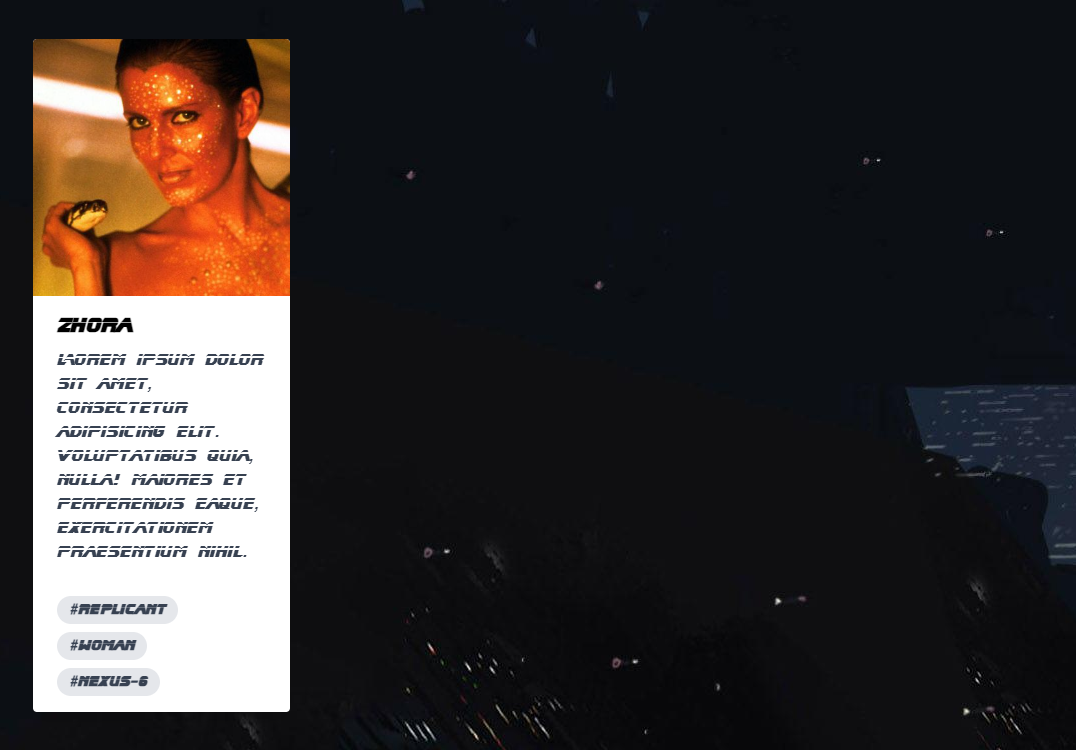 ZHORA
LAOREM IPSUM DOLOR
SIT AMET,
CONSECTETUR
ADIPISICING ELIT.
VOLUPTATIBUS QUIA,
NULLA! MAIORES ET
PERFERENDIS EAQUE,
EXERCITATIONEM
PRAESENTIUM NIHIL.
#REPLICANT
#WOMAN
#NEXUS-6